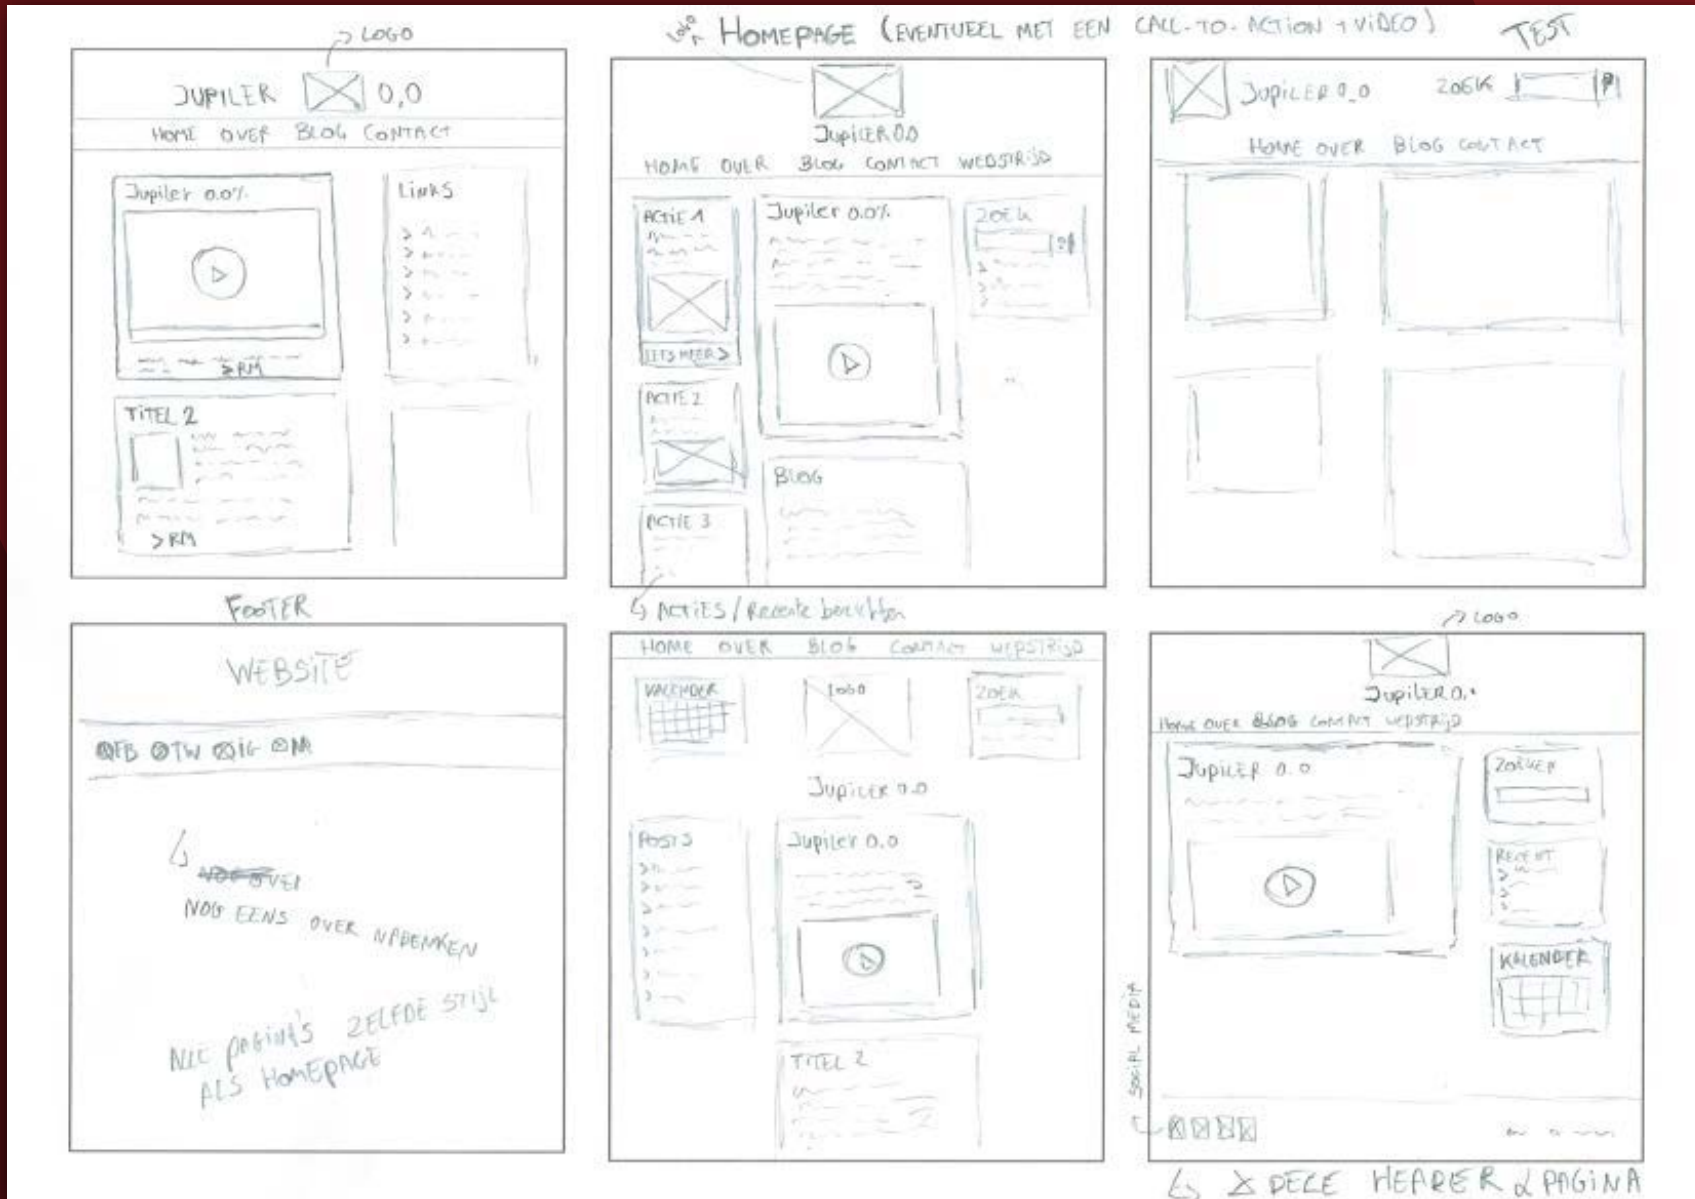 LOGO
JUPILER 0,0
HOME OVER BLOG CONTACT
Jupiler 0.0%
>RM
LINKS
TITEL 2
>RM
LOGO
HOMEPAGE (EVENTUEEL MET EEN CALL-TO-ACTION + VIDEO)
JUPILER 0.0
HOME OVER BLOG CONTACT WEDSTRIJD
ACTIE 1
LEES MEER >
ACTIE 2
ACTIE 3
Jupiler 0.0%
BLOG
ZOEK
ACTIES / Recente berichten
TEST
JUPILER 0.0
ZOEK
HOME OVER BLOG CONTACT
FOOTER
WEBSITE
FB TW IG
NOG EENS OVER NADENKEN
ALLE PAGINA'S ZELFDE STIJL
ALS HOMEPAGE
HOME OVER BLOG CONTACT WEDSTRIJD
KALENDER
LOGO
ZOEK
JUPILER 0.0
POSTS
Jupiler 0.0
TITEL 2
LOGO
JUPILER 0.
HOME OVER BLOG CONTACT WEDSTRIJD
JUPILER 0.0
ZOEKEN
RECENT
KALENDER
SOCIAL MEDIA
HEADER & PAGINA